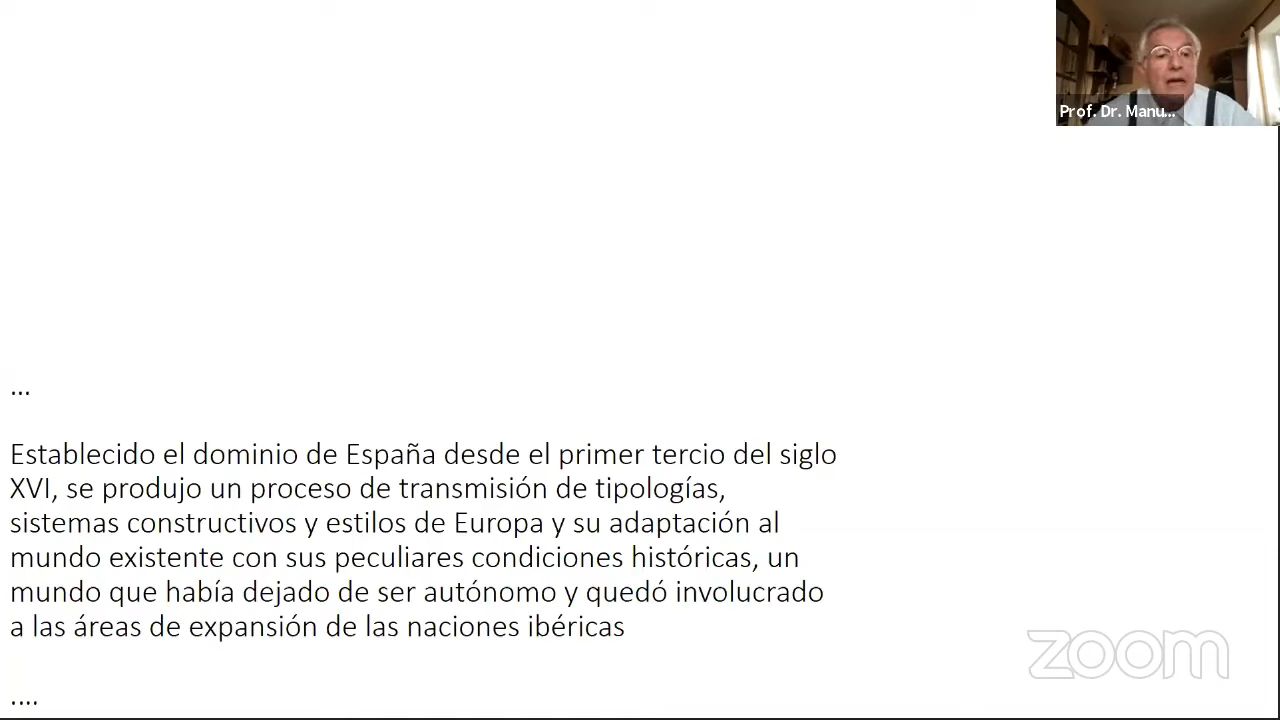 Prof. Dr. Manu...
...
Establecido el dominio de España desde el primer tercio del siglo
XVI, se produjo un proceso de transmisión de tipologías,
sistemas constructivos y estilos de Europa y su adaptación al
mundo existente con sus peculiares condiciones históricas, un
mundo que había dejado de ser autónomo y quedó involucrado
a las áreas de expansión de las naciones ibéricas
zoom
....